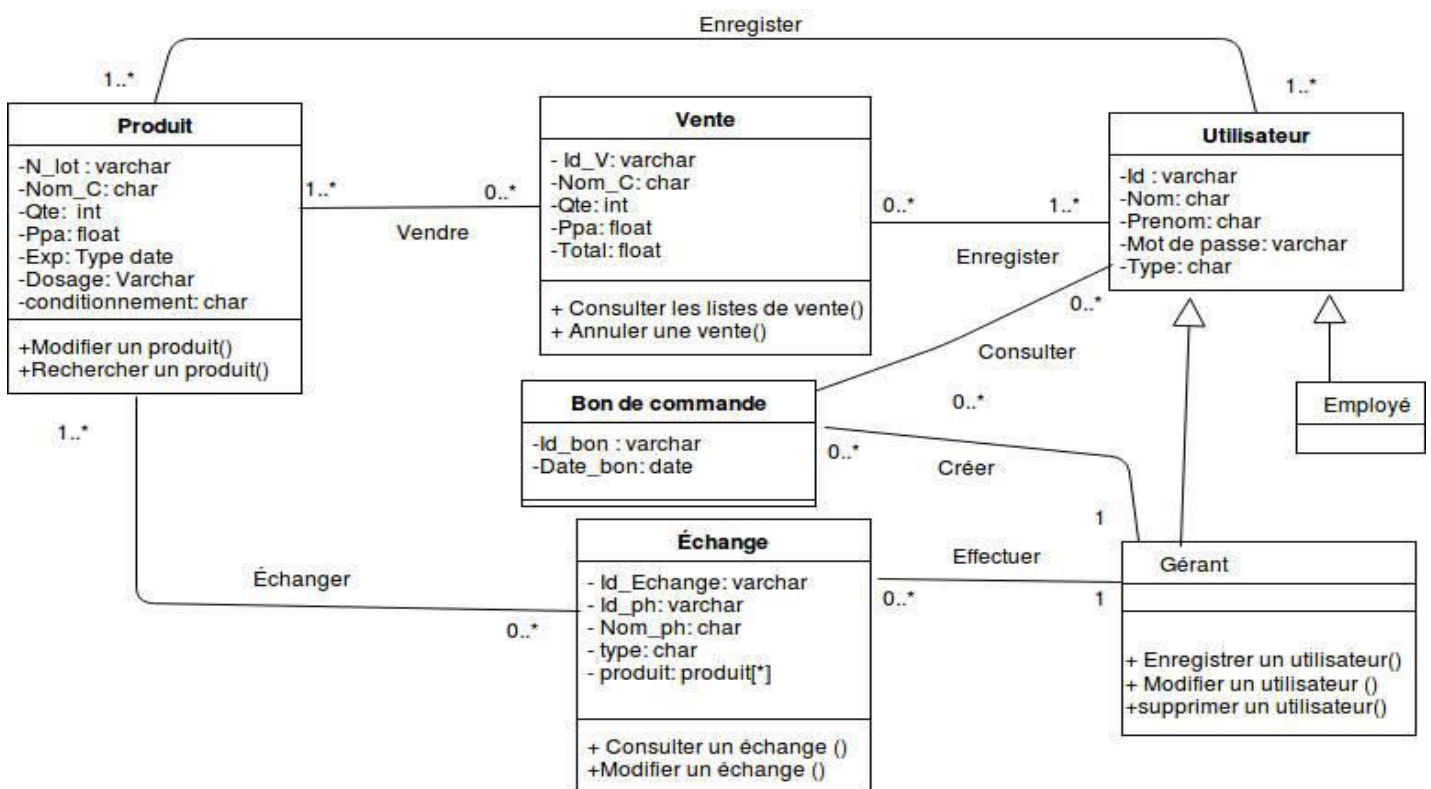 Enregister
1..*
1..*
Produit
-N_lot : varchar
-Nom_C: char
-Qte: int
-Ppa: float
-Exp: Type date
-Dosage: Varchar
-conditionnement: char
+Modifier un produit()
+Rechercher un produit()
1..*
0..*
Vendre
Vente
- Id_V: varchar
-Nom_C: char
-Qte: int
-Ppa: float
-Total: float
+ Consulter les listes de vente()
+ Annuler une vente()
0..*
1..*
Enregister
Utilisateur
-Id : varchar
-Nom: char
-Prenom: char
-Mot de passe: varchar
-Type: char
0..*
Consulter
0..*
Employé
Bon de commande
-Id_bon : varchar
-Date_bon: date
0..*
Créer
1
1..*
Échanger
0..*
Échange
- Id_Echange: varchar
- Id_ph: varchar
- Nom_ph: char
- type: char
- produit: produit[*]
+ Consulter un échange ()
+Modifier un échange ()
Effectuer
0..*
1
Gérant
+ Enregistrer un utilisateur()
+ Modifier un utilisateur ()
+supprimer un utilisateur()